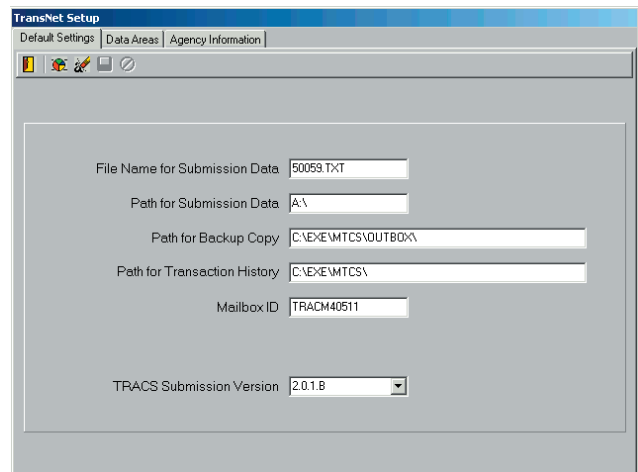 TransNet Setup
Default Settings Data Areas Agency Information
File Name for Submission Data 50059.TXT
Path for Submission Data A:\
Path for Backup Copy C:\EXE\MTCS\OUTBOX\
Path for Transaction History C:\EXE\MTCS\
Mailbox ID TRACM40511
TRACS Submission Version 2.0.1.B